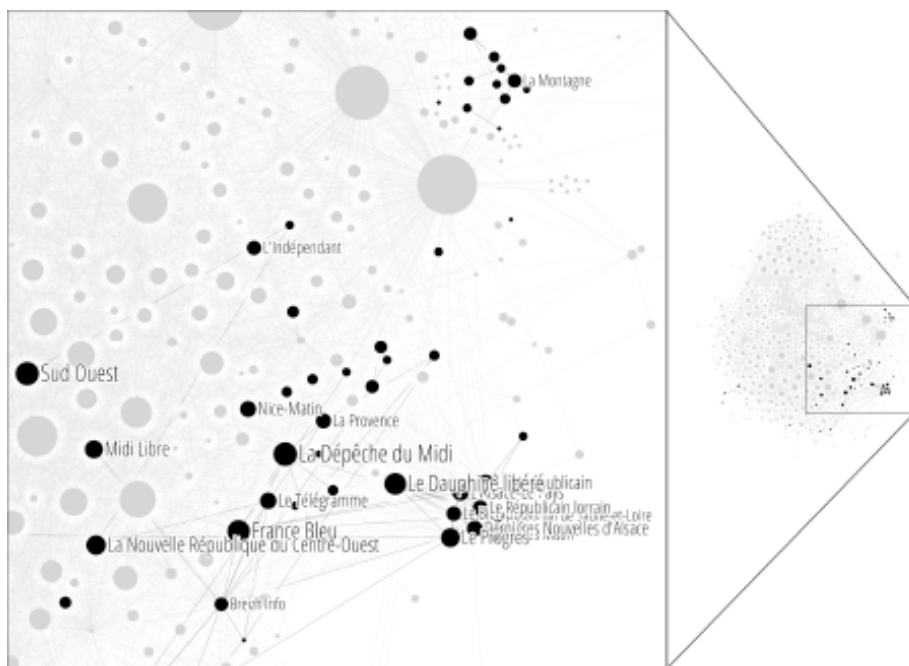 La Montagne
L'Indépendant
Sud Ouest
Nice-Matin
La Provence
Midi Libre
La Dépêche du Midi
Le Dauphiné libéré
Le Télégramme
Le Républicain lorrain
France Bleu
Dernières Nouvelles d'Alsace
Le Progrès
La Nouvelle République du Centre-Ouest
Breizh Info